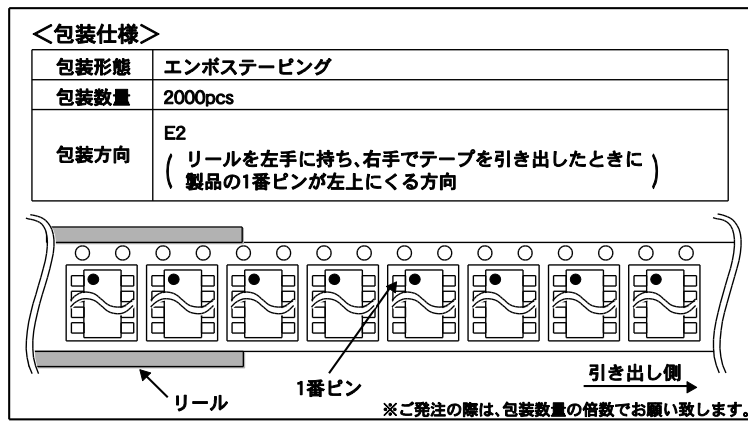 ＜包装仕様＞
包装形態 エンボステーピング
包装数量 2000pcs
包装方向 E2
( リールを左手に持ち、右手でテープを引き出したときに
製品の1番ピンが左上にくる方向 )
リール
1番ピン
引き出し側
※ご発注の際は、包装数量の倍数でお願い致します。